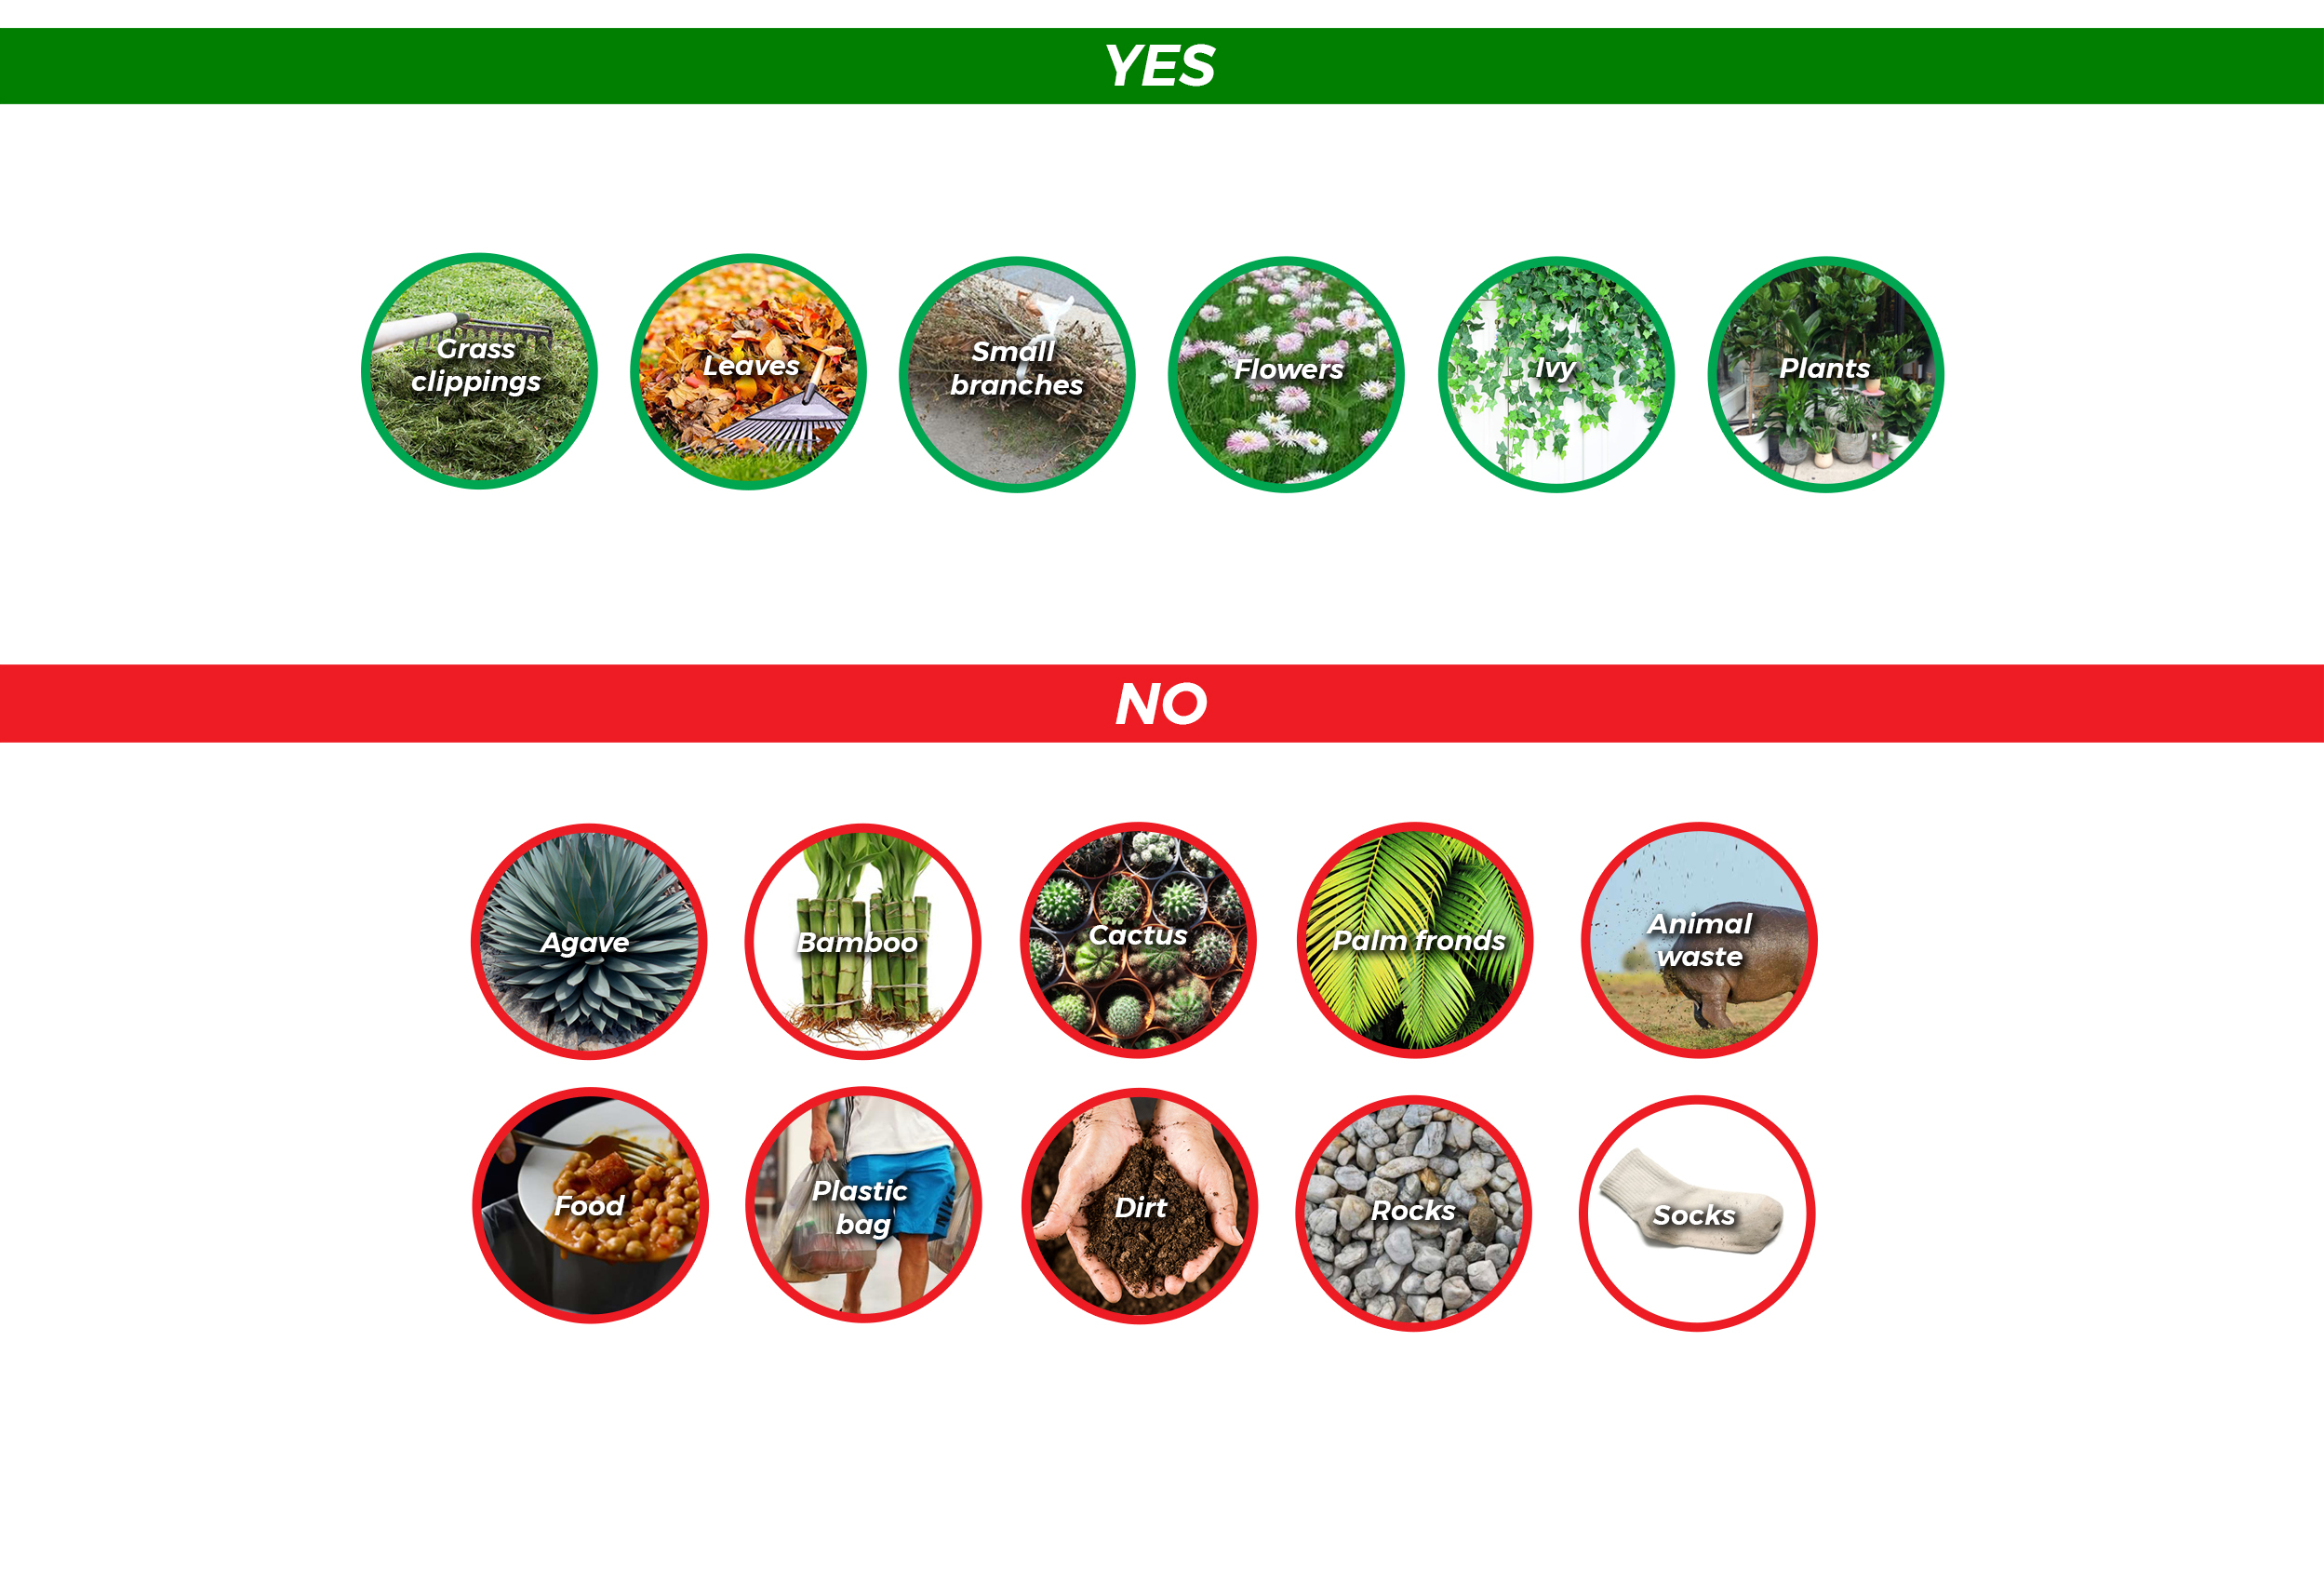 YES
Grass
clippings
Leaves
Small
branches
Flowers
Ivy
Plants
NO
Agave
Bamboo
Cactus
Palm fronds
Animal
waste
Food
Plastic
bag
Dirt
Rocks
Socks